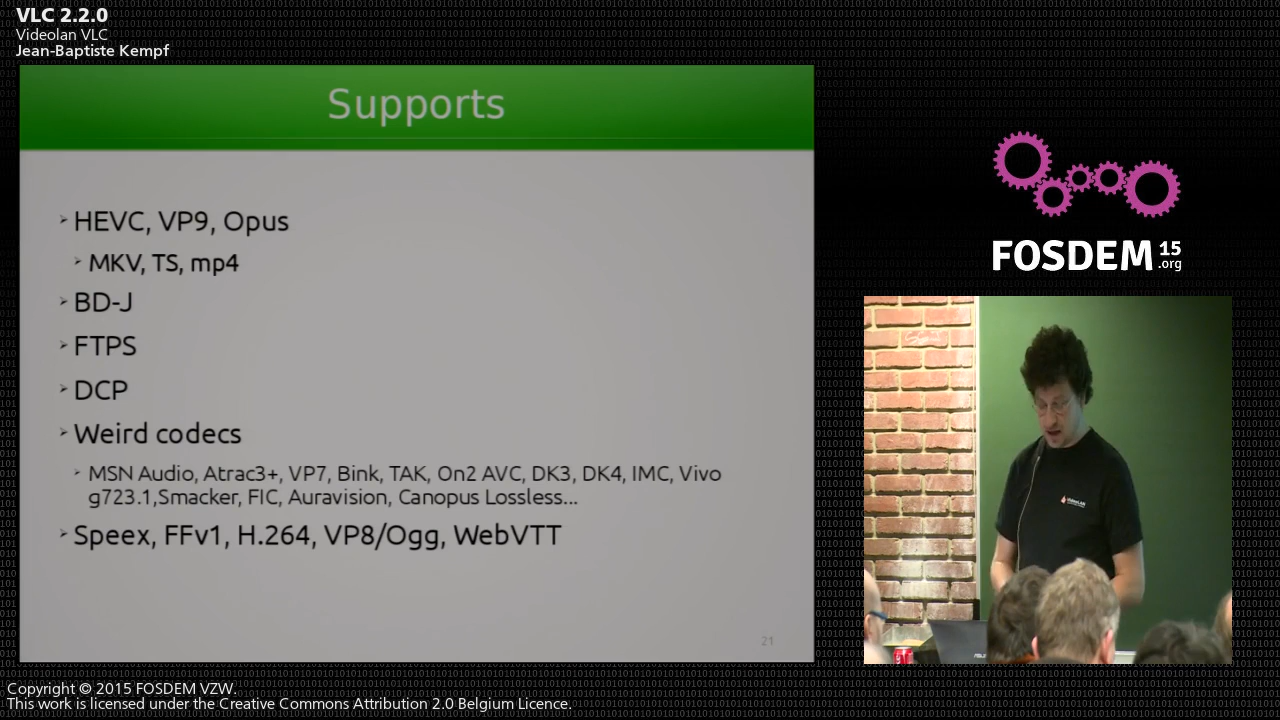 VLC 2.2.0
Videolan VLC
Jean-Baptiste Kempf
Supports
HEVC, VP9, Opus
MKV, TS, mp4
BD-J
FTPS
DCP
Weird codecs
MSN Audio, Atrac3+, VP7, Bink, TAK, On2 AVC, DK3, DK4, IMC, Vivo
g723.1,Smacker, FIC, Auravision, Canopus Lossless...
Speex, FFv1, H.264, VP8/Ogg, WebVTT
21
FOSDEM 15
.org
VideoLAN
Copyright © 2015 FOSDEM VZW.
This work is licensed under the Creative Commons Attribution 2.0 Belgium Licence.